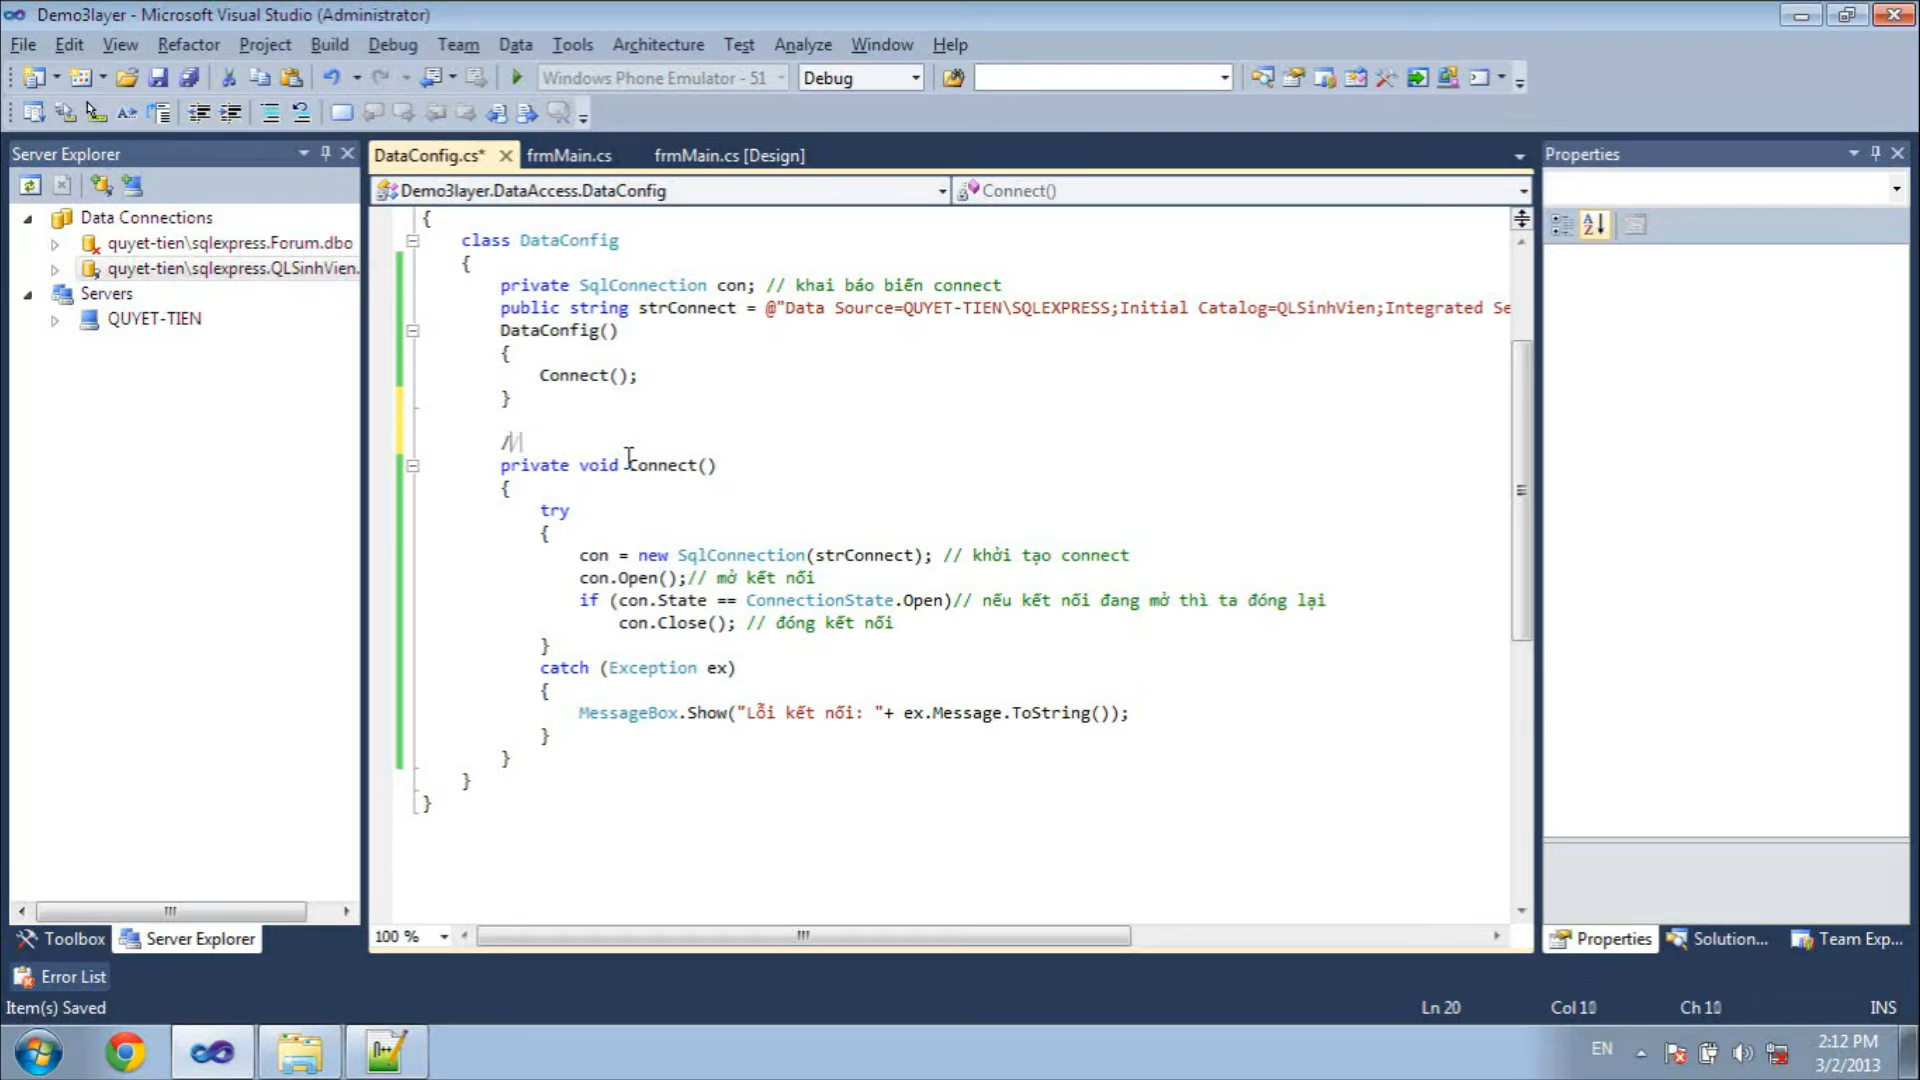 Demo3layer - Microsoft Visual Studio (Administrator)
File Edit View Refactor Project Build Debug Team Data Tools Architecture Test Analyze Window Help
Windows Phone Emulator - 51 Debug
Server Explorer
Data Connections
quyet-tien\sqlexpress.Forum.dbo
quyet-tien\sqlexpress.QLSinhVien.
Servers
QUYET-TIEN
DataConfig.cs* frmMain.cs frmMain.cs [Design]
Demo3layer.DataAccess.DataConfig Connect()
{
class DataConfig
{
private SqlConnection con; // khai báo biến connect
public string strConnect = @"Data Source=QUYET-TIEN\SQLEXPRESS;Initial Catalog=QLSinhVien;Integrated Se
DataConfig()
{
Connect();
}
private void Connect()
{
try
{
con = new SqlConnection(strConnect); // khởi tạo connect
con.Open();// mở kết nối
if (con.State == ConnectionState.Open)// nếu kết nối đang mở thì ta đóng lại
con.Close(); // đóng kết nối
}
catch (Exception ex)
{
MessageBox.Show("Lỗi kết nối: "+ ex.Message.ToString());
}
}
}
}
100 %
Properties
Toolbox Server Explorer
Properties Solution... Team Exp...
Error List
Item(s) Saved Ln 20 Col 10 Ch 10 INS
EN
2:12 PM
3/2/2013